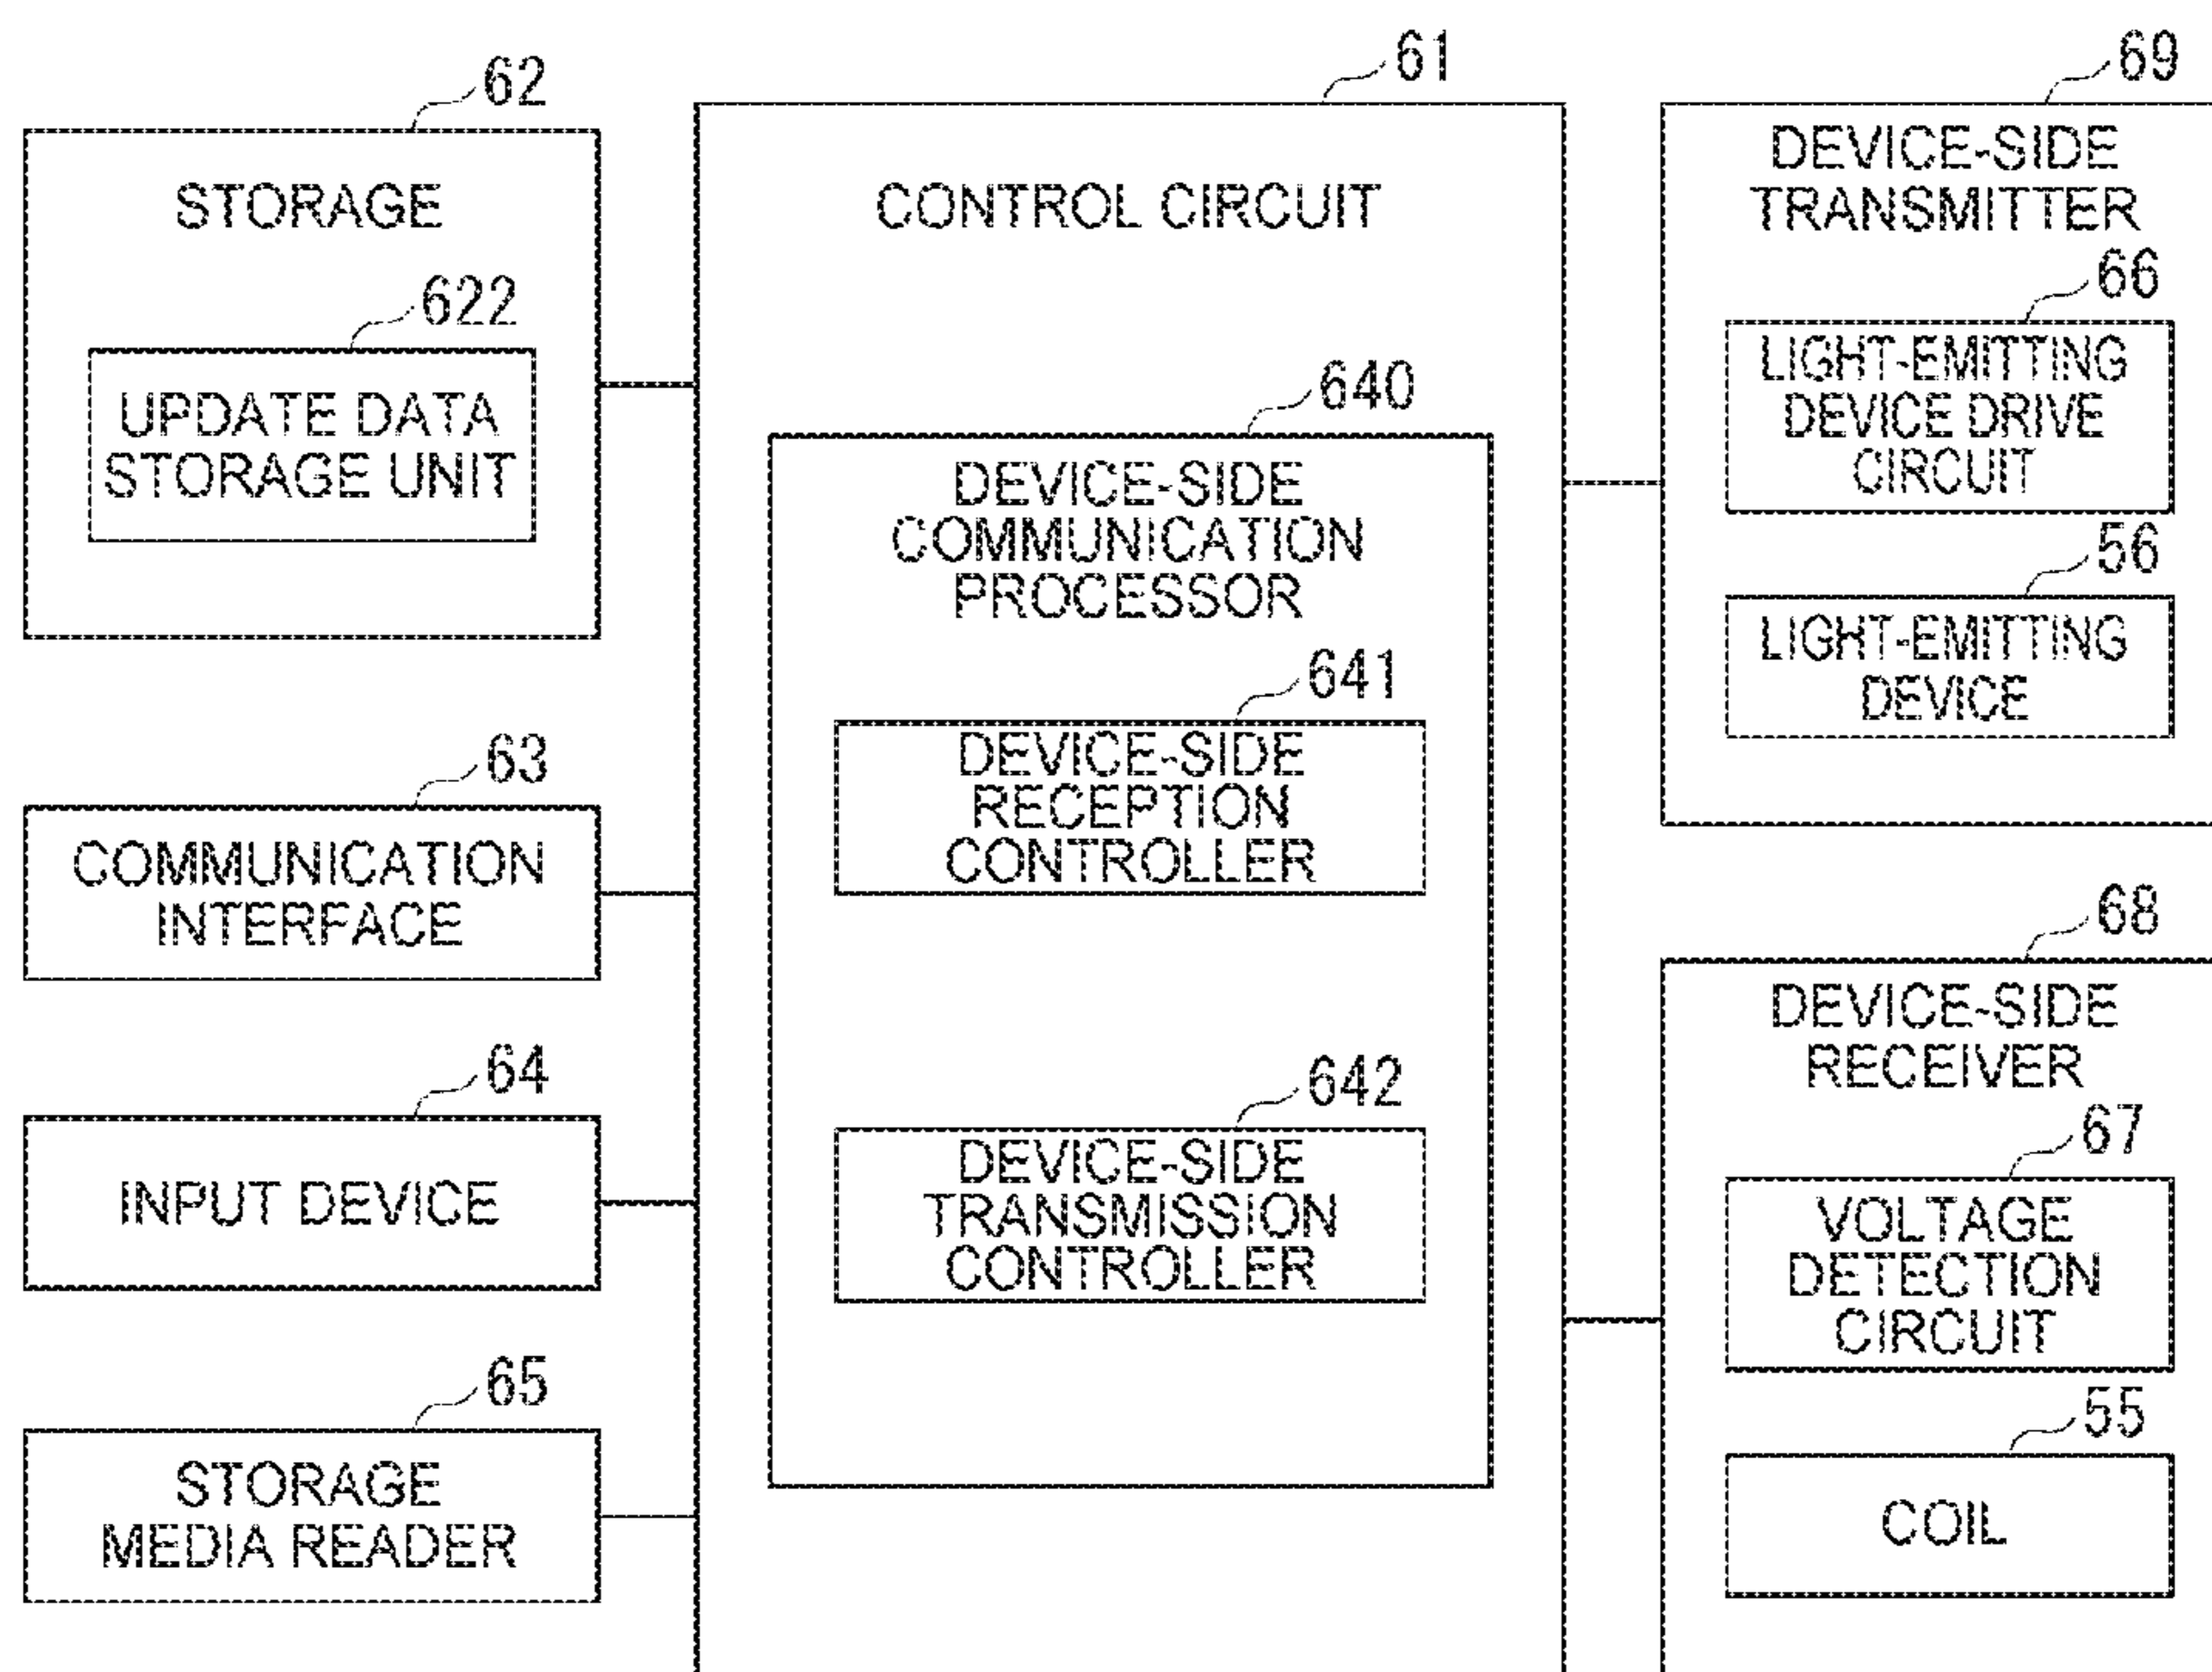 62
STORAGE
622
UPDATE DATA
STORAGE UNIT
63
COMMUNICATION
INTERFACE
64
INPUT DEVICE
65
STORAGE
MEDIA READER
61
CONTROL CIRCUIT
640
DEVICE-SIDE
COMMUNICATION
PROCESSOR
641
DEVICE-SIDE
RECEPTION
CONTROLLER
642
DEVICE-SIDE
TRANSMISSION
CONTROLLER
69
DEVICE-SIDE
TRANSMITTER
66
LIGHT-EMITTING
DEVICE DRIVE
CIRCUIT
56
LIGHT-EMITTING
DEVICE
68
DEVICE-SIDE
RECEIVER
67
VOLTAGE
DETECTION
CIRCUIT
55
COIL